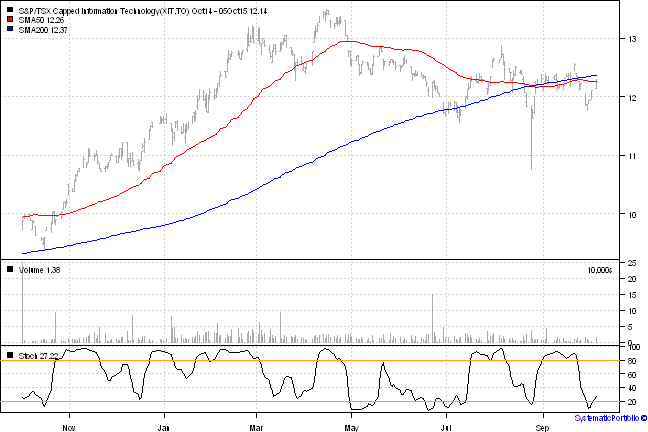 S&P/TSX Capped Information Technology(XIT.TO) Oct14 - 05Oct15 12.14
SMA50 12.26
SMA200 12.37
13
12
11
10
Volume 1.38
10,000s
25
20
15
10
5
0
Stoch 27.22
100
80
60
40
20
Nov Jan Mar May Jul Sep
SystematicPortfolio ©